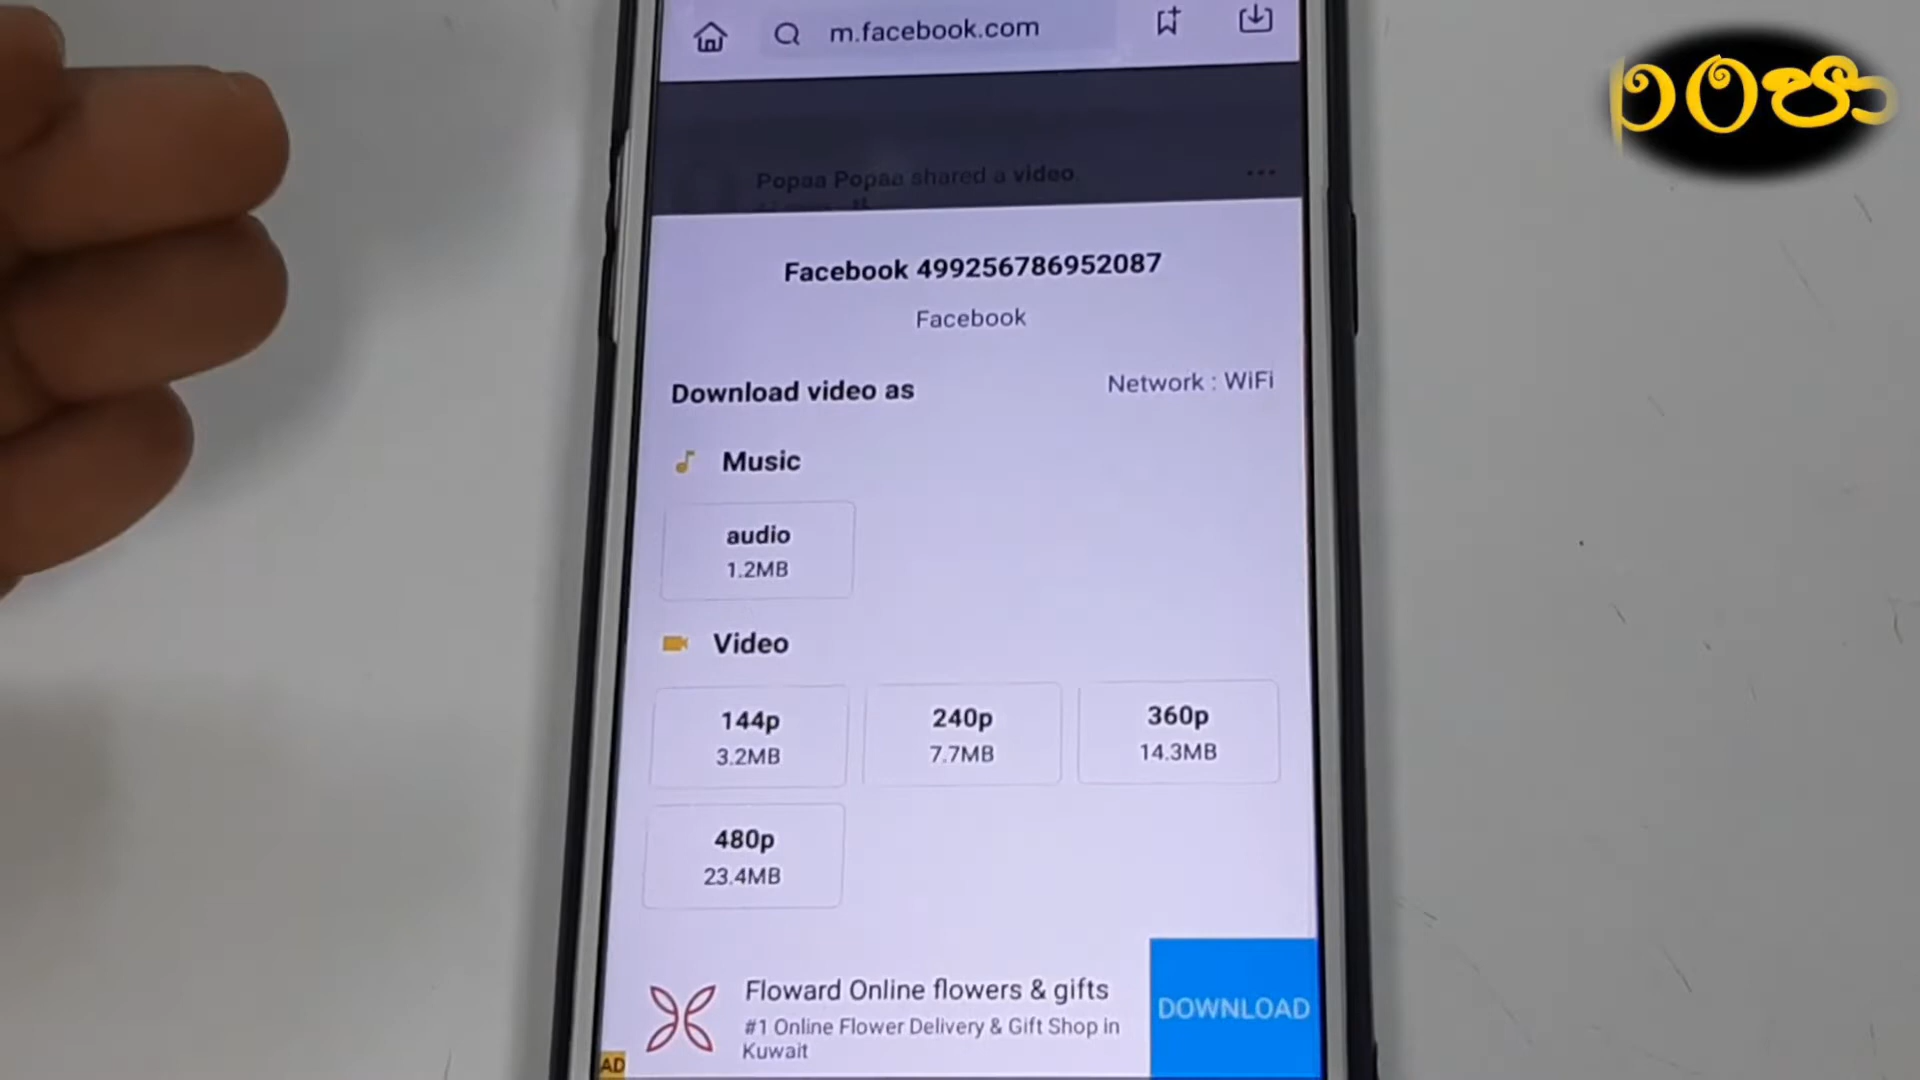 m.facebook.com
Popaa Popaa shared a video.
Facebook 499256786952087
Facebook
Download video as
Network : WiFi
Music
audio
1.2MB
Video
144p
3.2MB
240p
7.7MB
360p
14.3MB
480p
23.4MB
Floward Online flowers & gifts
#1 Online Flower Delivery & Gift Shop in
Kuwait
DOWNLOAD
AD